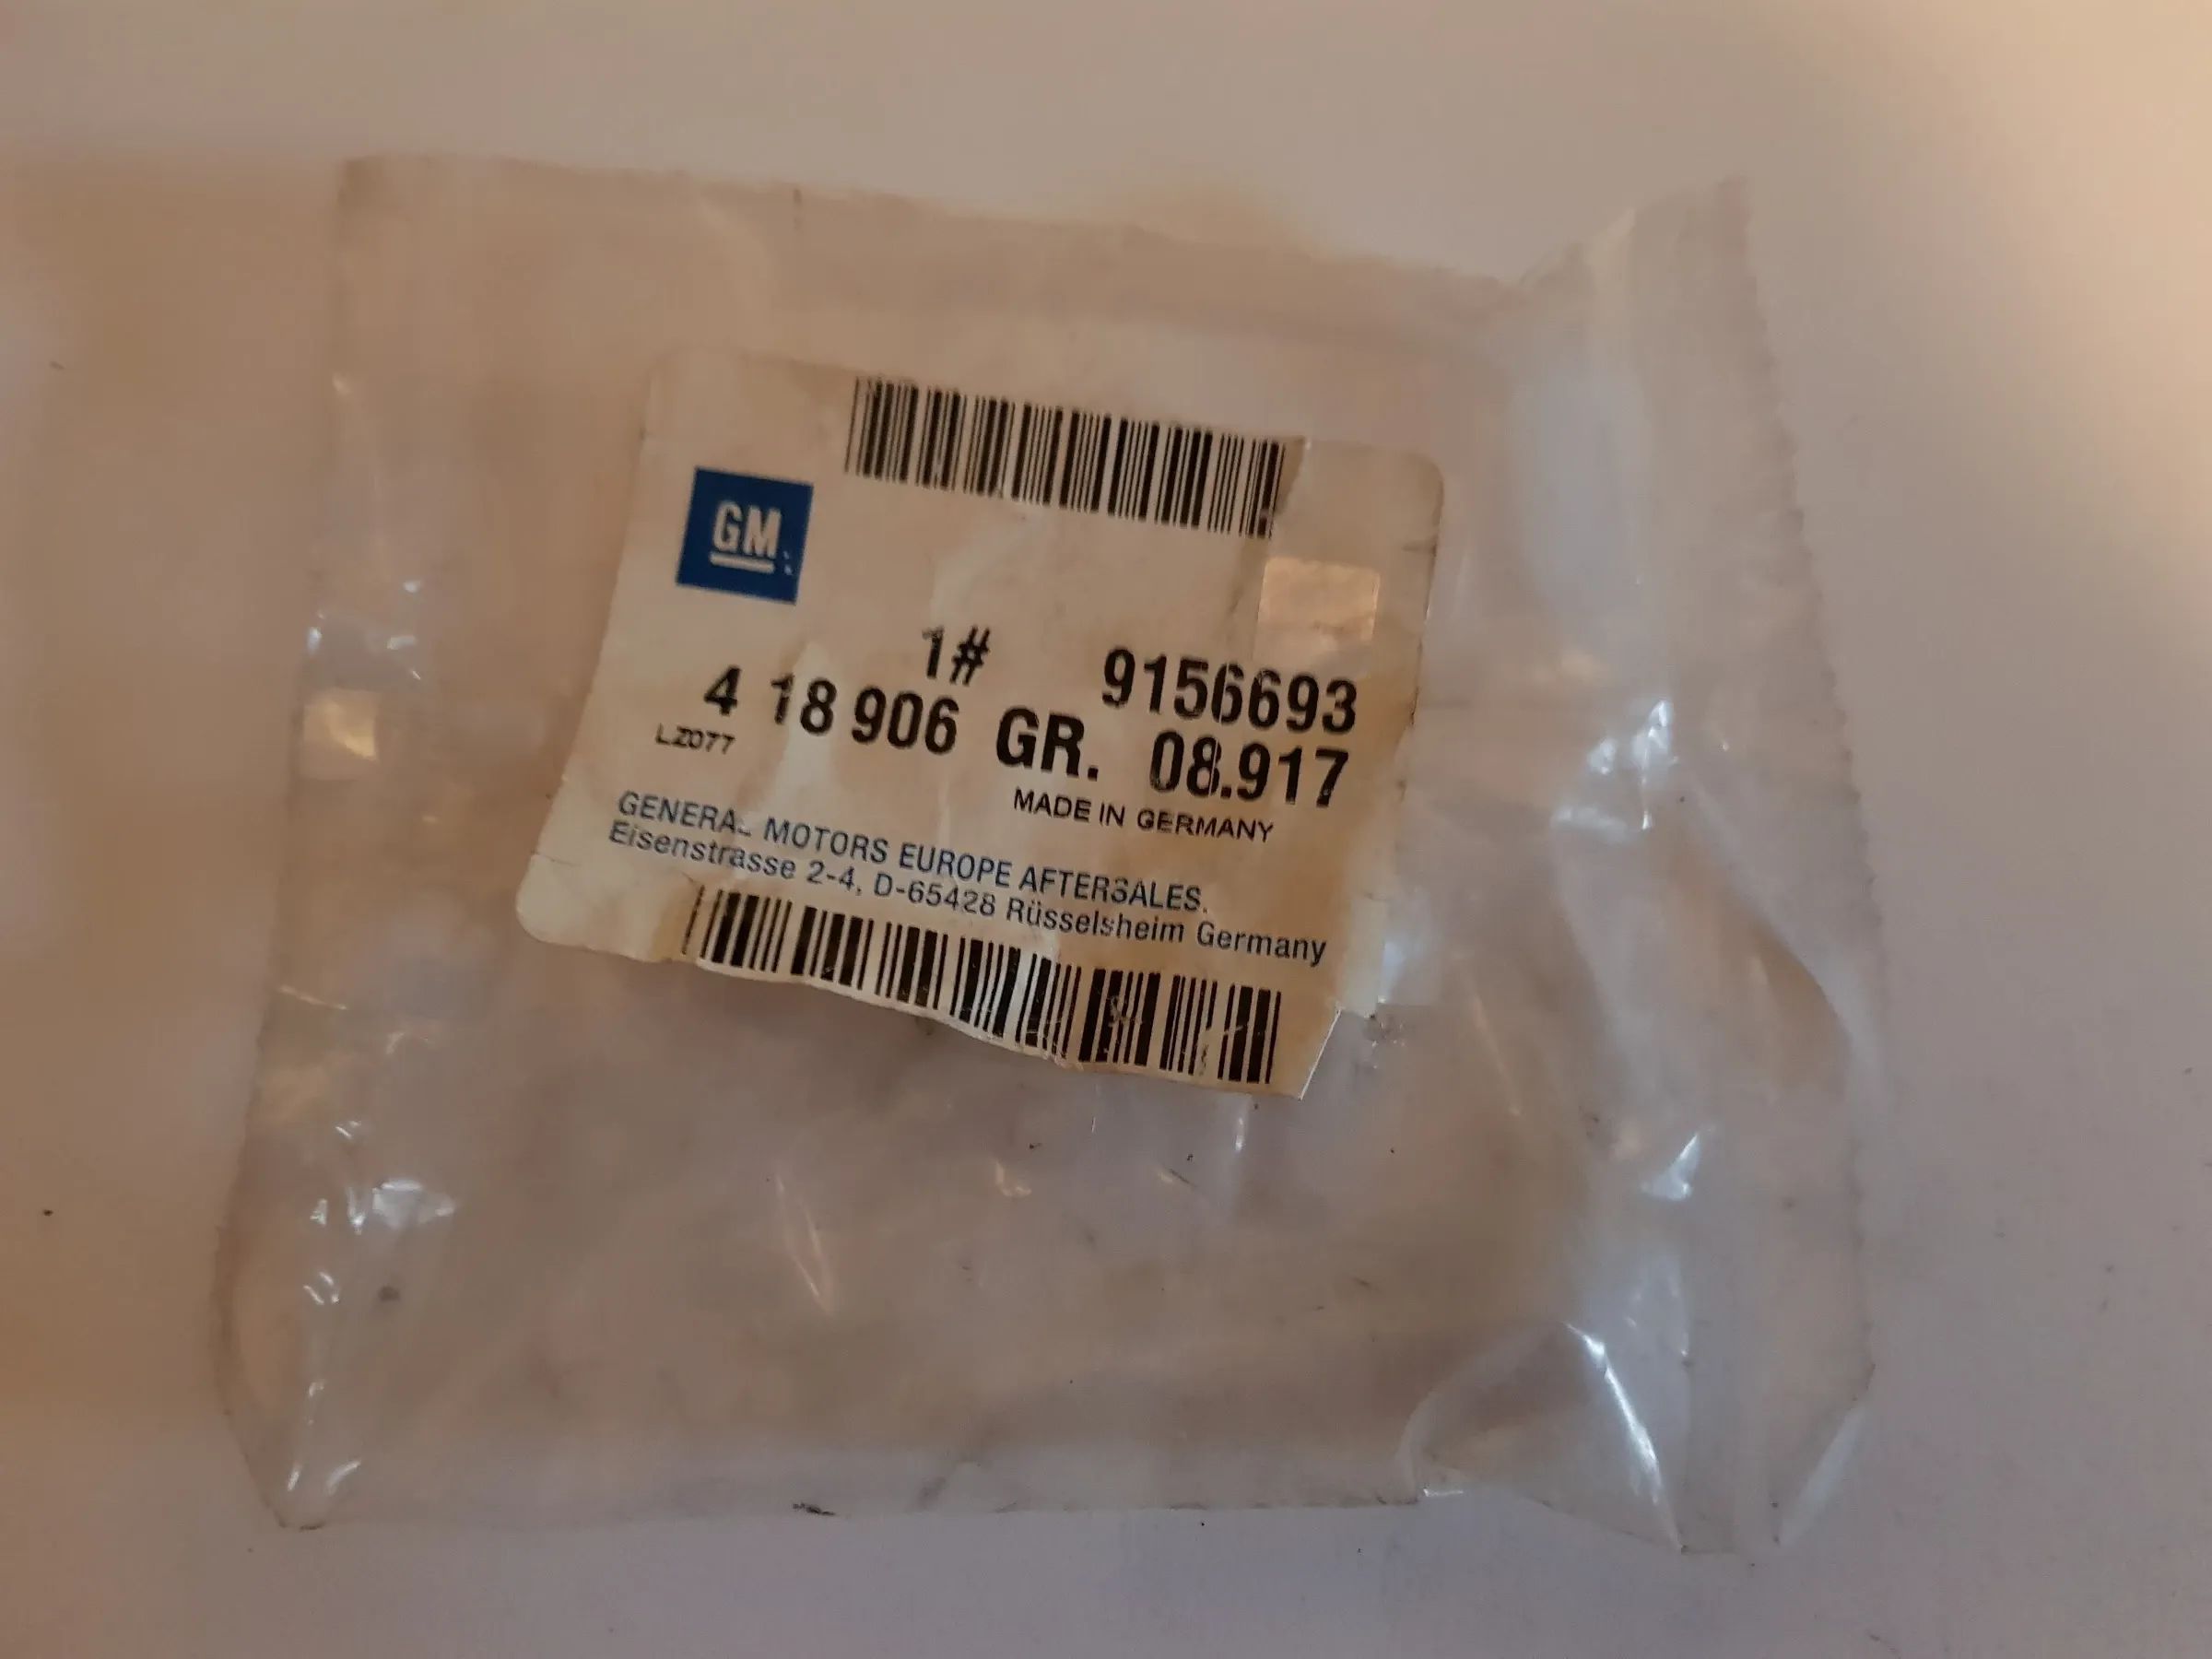 GM
1# 9156693
4 18 906 GR. 08.917
LZ077
MADE IN GERMANY
GENERAL MOTORS EUROPE AFTERSALES.
Eisenstrasse 2-4, D-65428 Rüsselsheim Germany